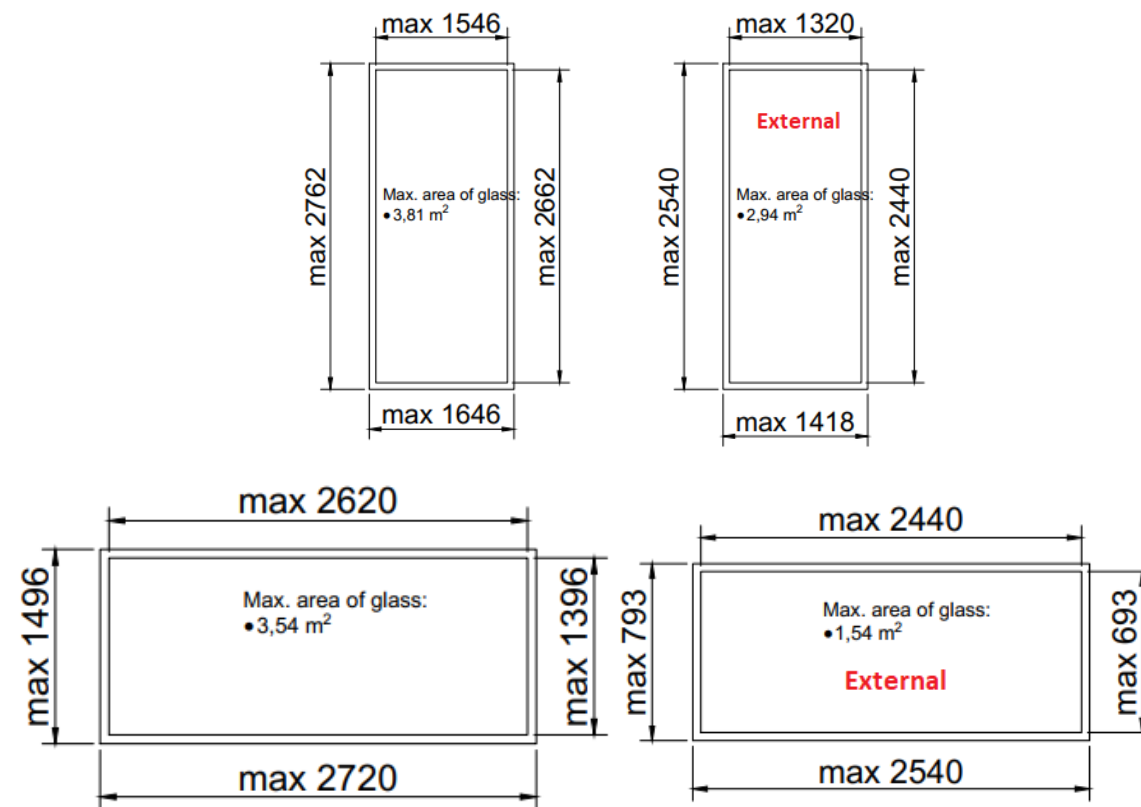 max 1546
max 2762
Max. area of glass:
•3,81 m²
max 2662
max 1646
max 1320
External
max 2540
Max. area of glass:
•2,94 m²
max 2440
max 1418
max 2620
max 1496
Max. area of glass:
•3,54 m²
max 1396
max 2720
max 2440
max 793
Max. area of glass:
•1,54 m²
External
max 693
max 2540